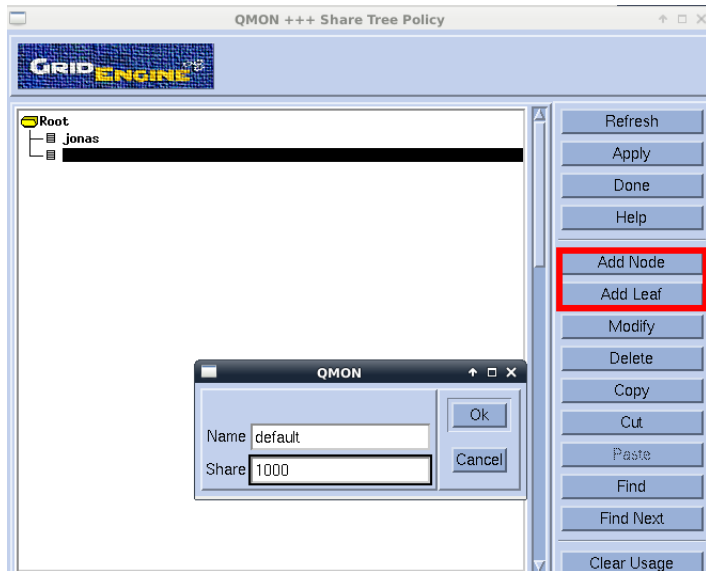 QMON +++ Share Tree Policy
GRID ENGINE
Root
jonas
Refresh
Apply
Done
Help
Add Node
Add Leaf
Modify
Delete
Copy
Cut
Paste
Find
Find Next
Clear Usage
QMON
Name default
Share 1000
Ok
Cancel